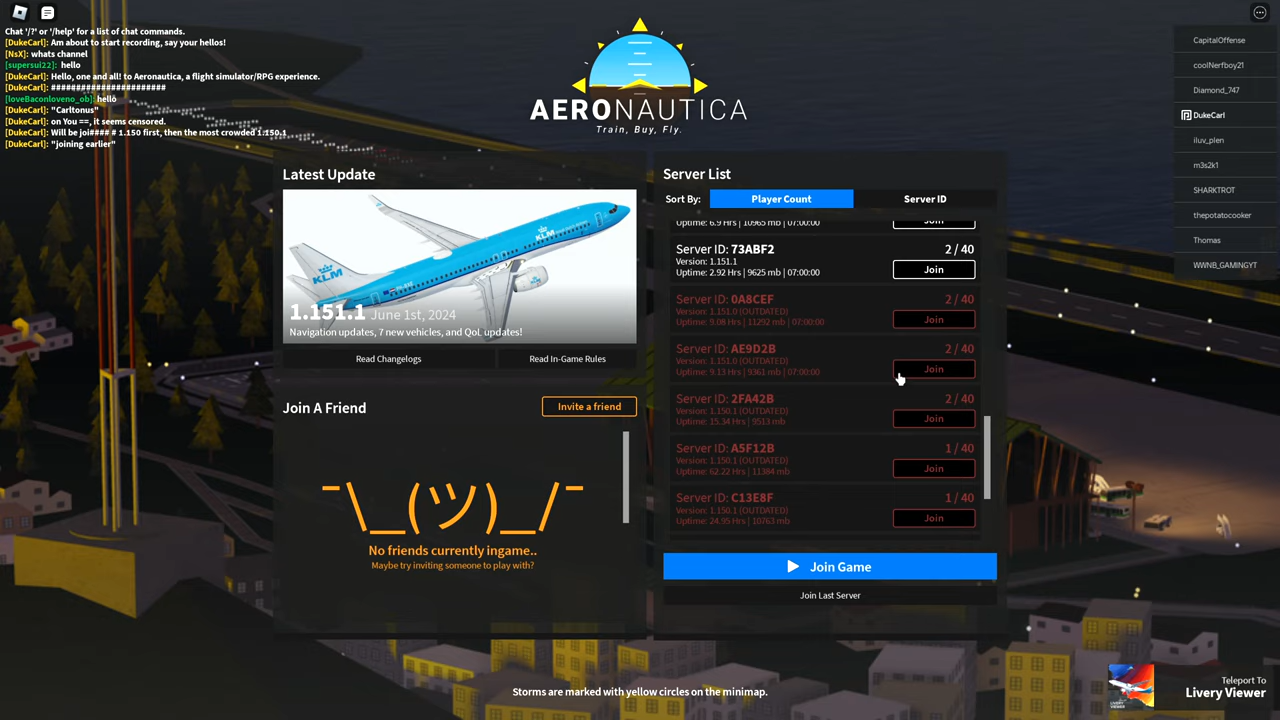 Chat '/?' or '/help' for a list of chat commands.
[DukeCarl]: Am about to start recording, say your hellos!
[NsX]: whats channel
[supersui22]: hello
[DukeCarl]: Hello, one and all! to Aeronautica, a flight simulator/RPG experience.
[DukeCarl]: ########################
[loveBaconloveno_ob]: hello
[DukeCarl]: "Carltonus"
[DukeCarl]: on You ==, it seems censored.
[DukeCarl]: Will be joi#### # 1.150 first, then the most crowded 1.150.1
[DukeCarl]: "joining earlier"
AERONAUTICA
Train, Buy, Fly.
Latest Update
KLM
KLM
1.151.1 June 1st, 2024
Navigation updates, 7 new vehicles, and QoL updates!
Read Changelogs
Read In-Game Rules
Join A Friend
Invite a friend
¯\_(ツ)_/¯
No friends currently ingame..
Maybe try inviting someone to play with?
Server List
Sort By:
Player Count
Server ID
Uptime: 6.9 Hrs | 10965 mb | 07:00:00
Join
Server ID: 73ABF2
2 / 40
Version: 1.151.1
Uptime: 2.92 Hrs | 9625 mb | 07:00:00
Join
Server ID: 0A8CEF
2 / 40
Version: 1.151.0 (OUTDATED)
Uptime: 9.08 Hrs | 11292 mb | 07:00:00
Join
Server ID: AE9D2B
2 / 40
Version: 1.151.0 (OUTDATED)
Uptime: 9.13 Hrs | 9361 mb | 07:00:00
Join
Server ID: 2FA42B
2 / 40
Version: 1.150.1 (OUTDATED)
Uptime: 15.34 Hrs | 9513 mb
Join
Server ID: A5F12B
1 / 40
Version: 1.150.1 (OUTDATED)
Uptime: 62.22 Hrs | 11384 mb
Join
Server ID: C13E8F
1 / 40
Version: 1.150.1 (OUTDATED)
Uptime: 24.95 Hrs | 10763 mb
Join
Join Game
Join Last Server
CapitalOffense
coolNerfboy21
Diamond_747
DukeCarl
iluv_plen
m3s2k1
SHARKTROT
thepotatocooker
Thomas
WWNB_GAMINGYT
Storms are marked with yellow circles on the minimap.
LIVERY
VIEWER
Teleport To
Livery Viewer